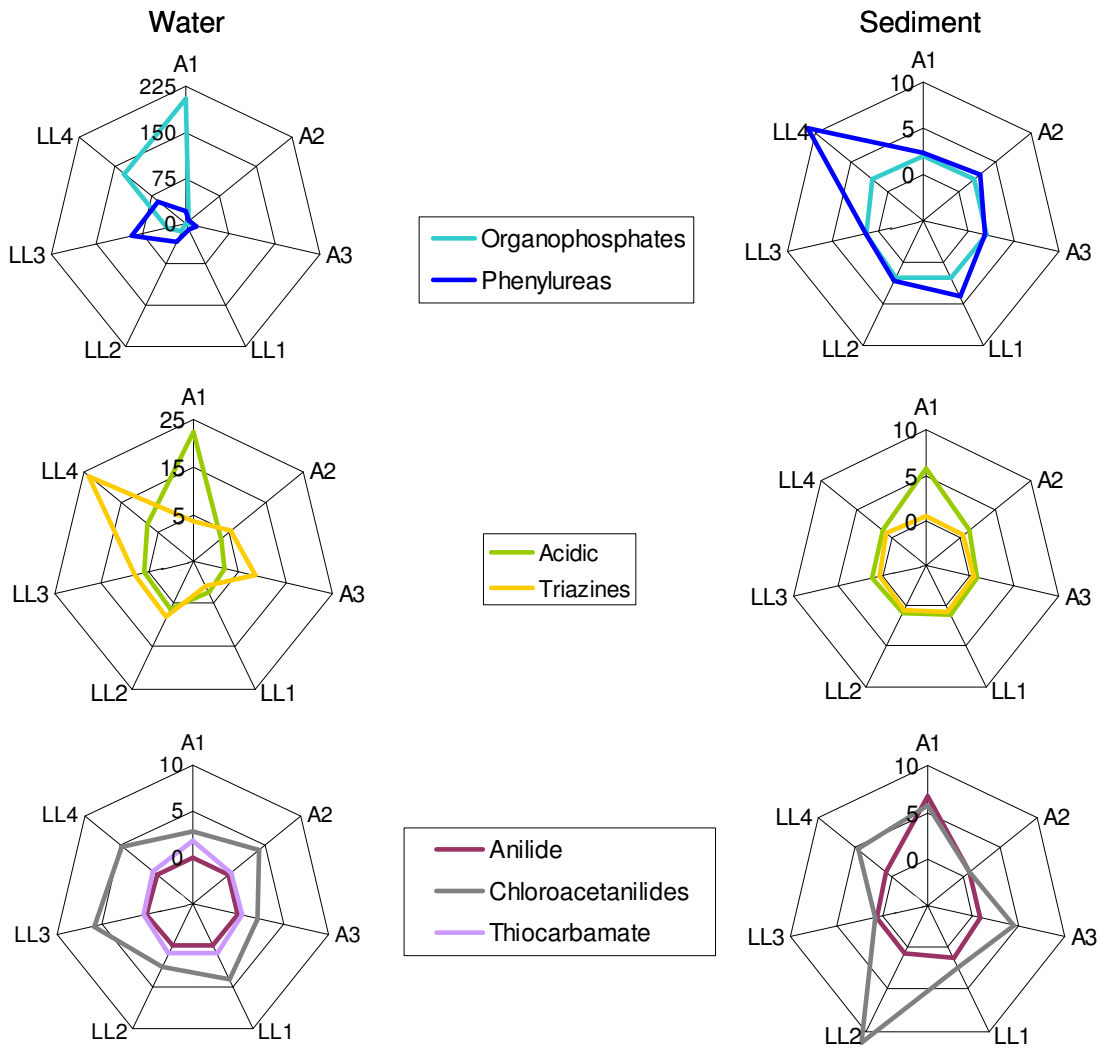 Water
Sediment
A1
225
150
75
0
A2
A3
LL1
LL2
LL3
LL4
Organophosphates
Phenylureas
A1
10
5
0
A2
A3
LL1
LL2
LL3
LL4
A1
25
15
5
A2
A3
LL1
LL2
LL3
LL4
Acidic
Triazines
A1
10
5
0
A2
A3
LL1
LL2
LL3
LL4
A1
10
5
0
A2
A3
LL1
LL2
LL3
LL4
Anilide
Chloroacetanilides
Thiocarbamate
A1
10
5
0
A2
A3
LL1
LL2
LL3
LL4